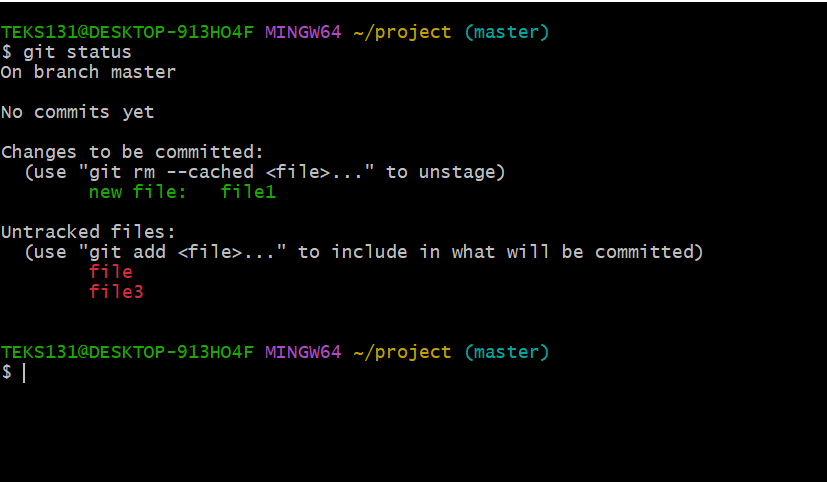 TEKS131@DESKTOP-913HO4F MINGW64 ~/project (master)
$ git status
On branch master
No commits yet
Changes to be committed:
  (use "git rm --cached <file>..." to unstage)
        new file:   file1
Untracked files:
  (use "git add <file>..." to include in what will be committed)
        file
        file3
TEKS131@DESKTOP-913HO4F MINGW64 ~/project (master)
$